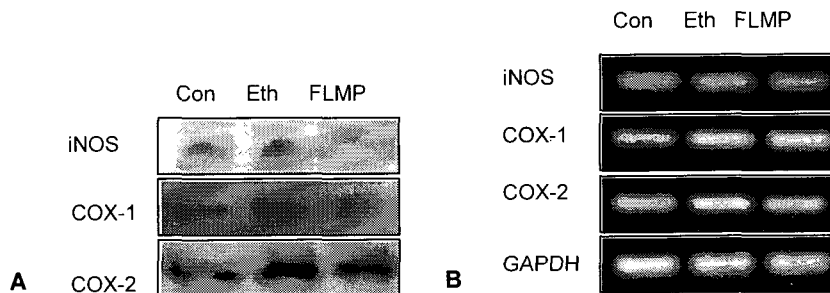 Con Eth FLMP
iNOS
COX-1
COX-2
A
Con Eth FLMP
iNOS
COX-1
COX-2
GAPDH
B